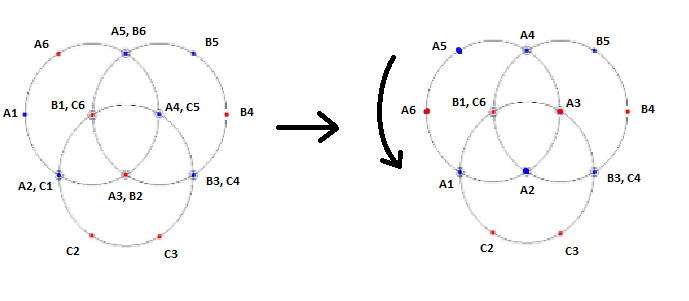 A5, B6
A6
B5
A1
B1, C6
A4, C5
B4
A2, C1
A3, B2
B3, C4
C2
C3
A4
A5
B5
A6
B1, C6
A3
B4
A1
A2
B3, C4
C2
C3